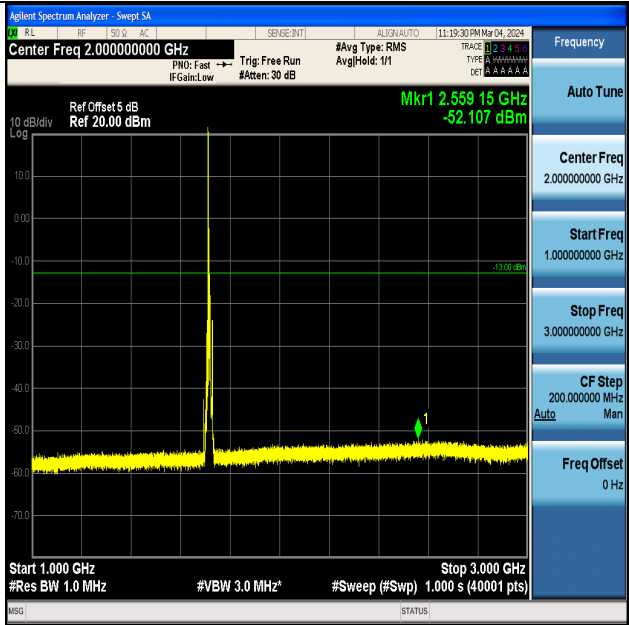 Agilent Spectrum Analyzer - Swept SA
RL RF 50 Ω AC SENSE:INT ALIGN AUTO 11:19:30 PM Mar 04, 2024
Center Freq 2.000000000 GHz
PNO: Fast
IFGain:Low
Trig: Free Run
#Atten: 30 dB
#Avg Type: RMS
Avg|Hold: 1/1
TRACE 1 2 3 4 5 6
TYPE A
DET A A A A A A
Mkr1 2.559 15 GHz
-52.107 dBm
Ref Offset 5 dB
10 dB/div Ref 20.00 dBm
Log
10.0
0.00
-10.0
-13.00 dBm
-20.0
-30.0
-40.0
1
-50.0
-60.0
-70.0
Start 1.000 GHz Stop 3.000 GHz
#Res BW 1.0 MHz #VBW 3.0 MHz* #Sweep (#Swp) 1.000 s (40001 pts)
MSG STATUS
Frequency
Auto Tune
Center Freq
2.000000000 GHz
Start Freq
1.000000000 GHz
Stop Freq
3.000000000 GHz
CF Step
200.000000 MHz
Auto Man
Freq Offset
0 Hz